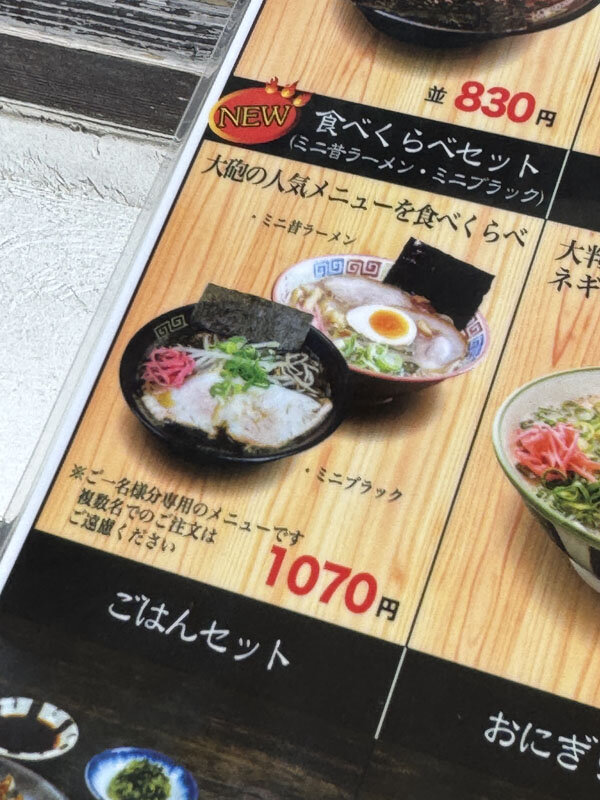 並 830円
NEW 食べくらべセット
(ミニ昔ラーメン・ミニブラック)
大砲の人気メニューを食べくらべ
・ミニ昔ラーメン
・ミニブラック
※ご一名様分専用のメニューです
複数名でのご注文は
ご遠慮ください
1070円
大判
ネギ
ごはんセット
おにぎり